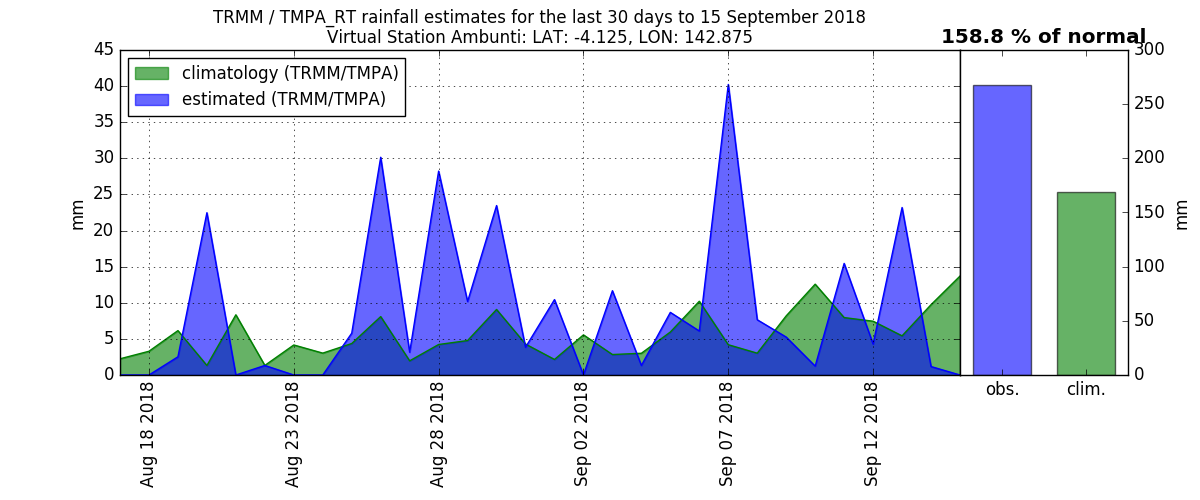 TRMM / TMPA_RT rainfall estimates for the last 30 days to 15 September 2018
Virtual Station Ambunti: LAT: -4.125, LON: 142.875
158.8 % of normal
climatology (TRMM/TMPA)
estimated (TRMM/TMPA)
45
40
35
30
25
20
15
10
5
0
mm
Aug 18 2018
Aug 23 2018
Aug 28 2018
Sep 02 2018
Sep 07 2018
Sep 12 2018
obs.
clim.
300
250
200
150
100
50
0
mm